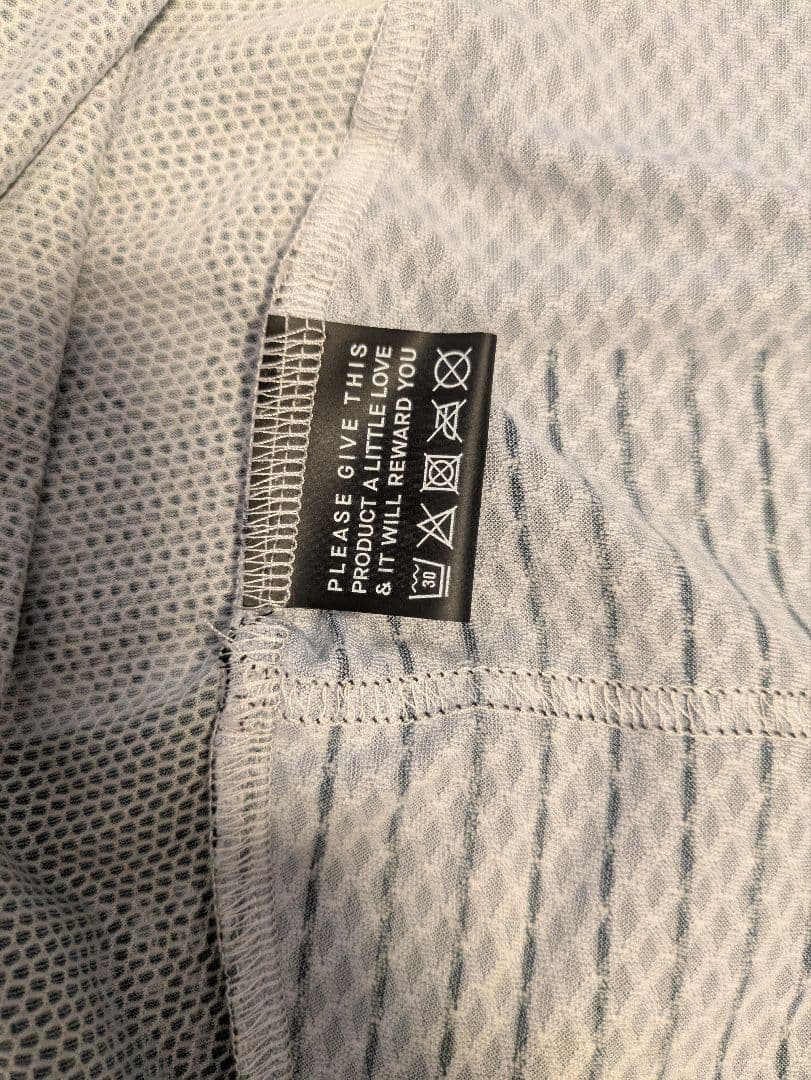 PLEASE GIVE THIS
PRODUCT A LITTLE LOVE
& IT WILL REWARD YOU
30